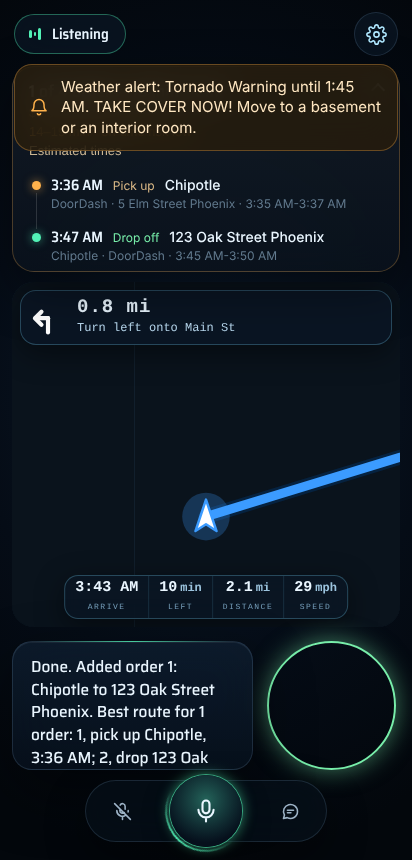 Listening
Weather alert: Tornado Warning until 1:45
AM. TAKE COVER NOW! Move to a basement
or an interior room.
Estimated times
3:36 AM Pick up Chipotle
DoorDash · 5 Elm Street Phoenix · 3:35 AM-3:37 AM
3:47 AM Drop off 123 Oak Street Phoenix
Chipotle · DoorDash · 3:45 AM-3:50 AM
0.8 mi
Turn left onto Main St
3:43 AM 10 min 2.1 mi 29 mph
ARRIVE LEFT DISTANCE SPEED
Done. Added order 1:
Chipotle to 123 Oak Street
Phoenix. Best route for 1
order: 1, pick up Chipotle,
3:36 AM; 2, drop 123 Oak